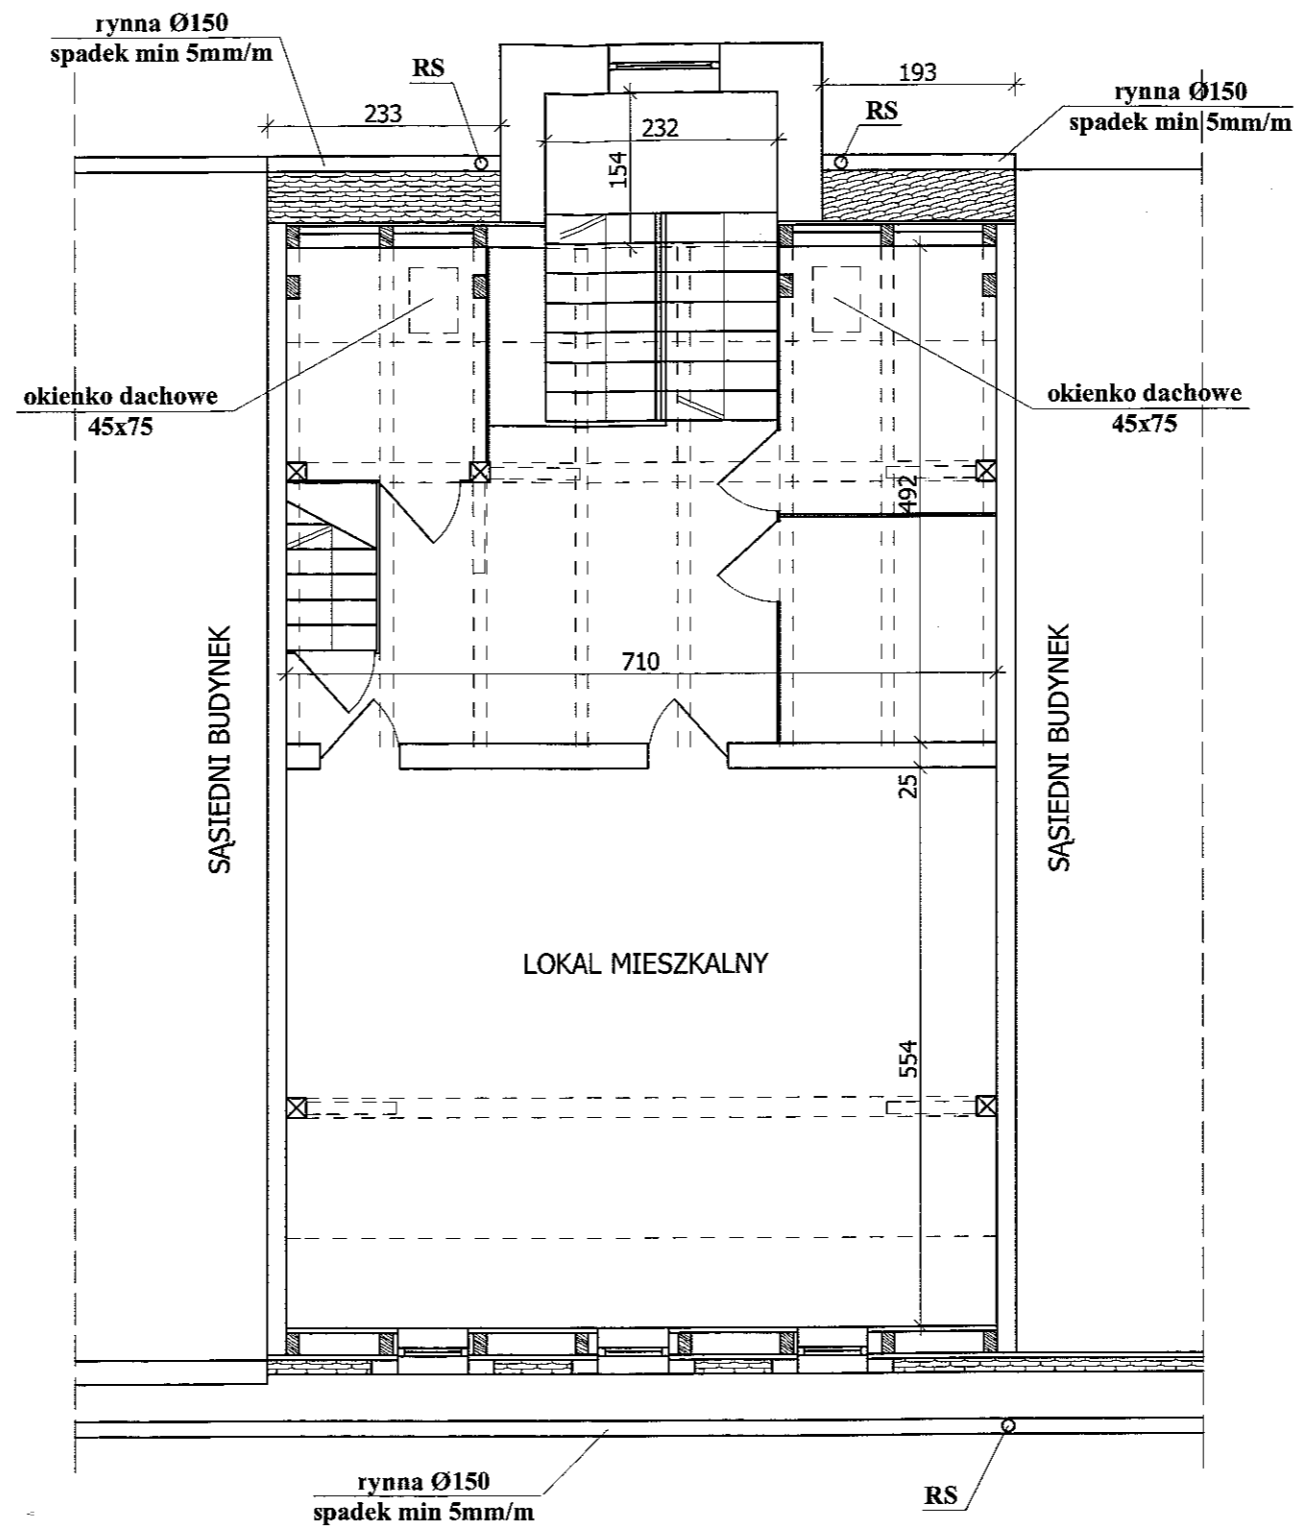 rynna Ø150
spadek min 5mm/m
RS
193
rynna Ø150
spadek min 5mm/m
RS
233
232
154
okienko dachowe
45x75
okienko dachowe
45x75
492
710
SĄSIEDNI BUDYNEK
SĄSIEDNI BUDYNEK
25
LOKAL MIESZKALNY
554
rynna Ø150
spadek min 5mm/m
RS